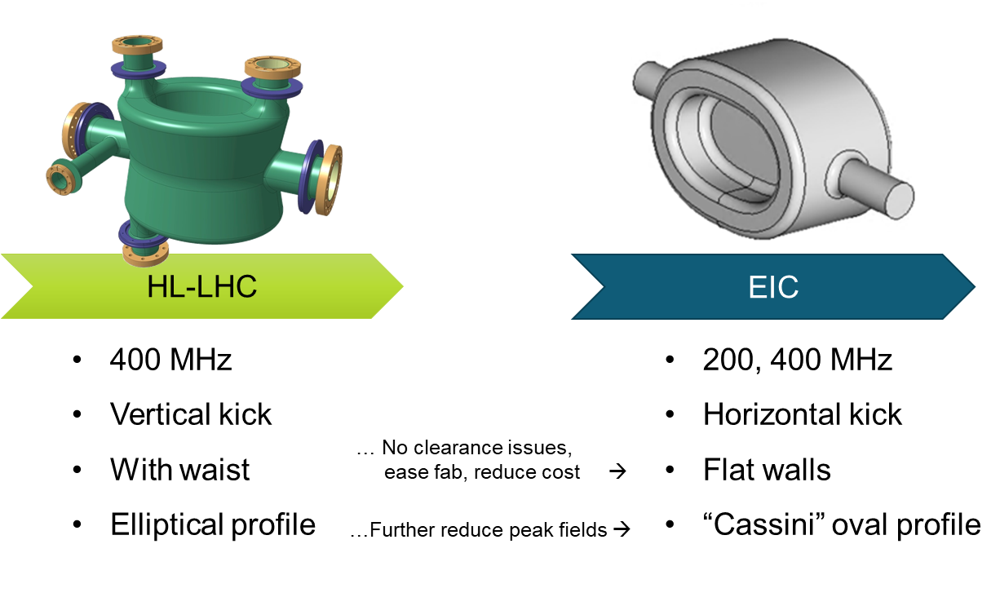 HL-LHC
EIC
• 400 MHz
• Vertical kick
• With waist
• Elliptical profile
… No clearance issues,
ease fab, reduce cost →
…Further reduce peak fields →
• 200, 400 MHz
• Horizontal kick
• Flat walls
• “Cassini” oval profile